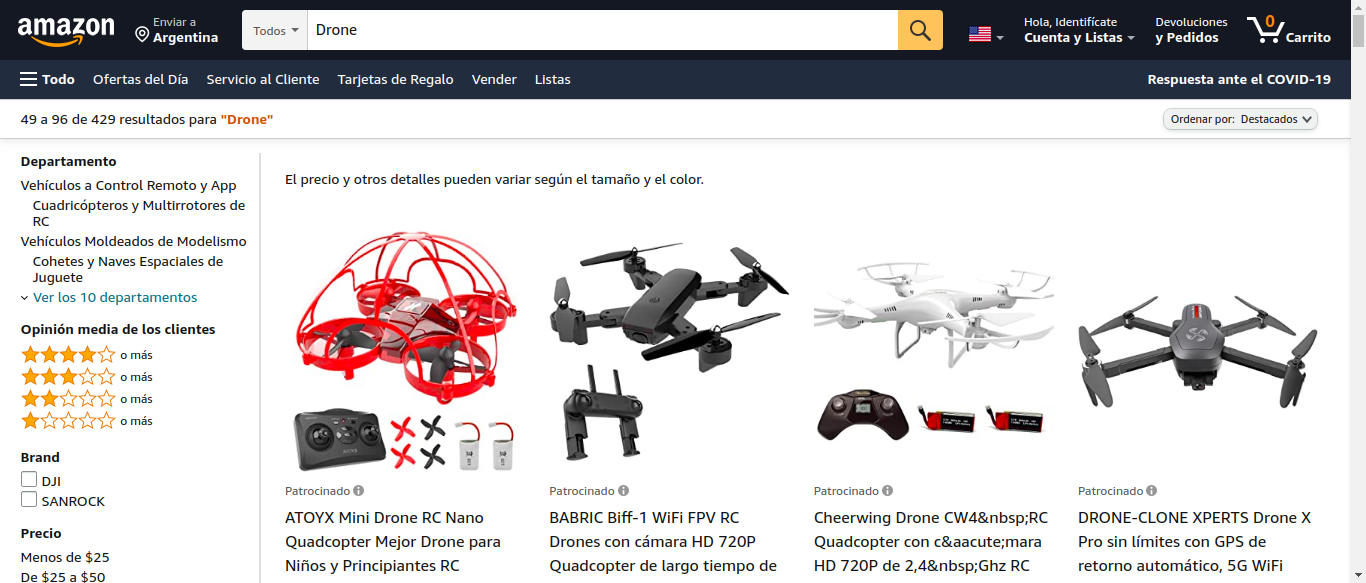 amazon
Enviar a
Argentina
Todos
Drone
Hola, Identifícate
Cuenta y Listas
Devoluciones
y Pedidos
0
Carrito
Todo
Ofertas del Día
Servicio al Cliente
Tarjetas de Regalo
Vender
Listas
Respuesta ante el COVID-19
49 a 96 de 429 resultados para "Drone"
Ordenar por: Destacados
Departamento
Vehículos a Control Remoto y App
Cuadricópteros y Multirrotores de
RC
Vehículos Moldeados de Modelismo
Cohetes y Naves Espaciales de
Juguete
Ver los 10 departamentos
Opinión media de los clientes
o más
o más
o más
o más
Brand
DJI
SANROCK
Precio
Menos de $25
De $25 a $50
El precio y otros detalles pueden variar según el tamaño y el color.
Patrocinado
ATOYX Mini Drone RC Nano
Quadcopter Mejor Drone para
Niños y Principiantes RC
Patrocinado
BABRIC Biff-1 WiFi FPV RC
Drones con cámara HD 720P
Quadcopter de largo tiempo de
Patrocinado
Cheerwing Drone CW4&nbsp;RC
Quadcopter con c&aacute;mara
HD 720P de 2,4&nbsp;Ghz RC
Patrocinado
DRONE-CLONE XPERTS Drone X
Pro sin límites con GPS de
retorno automático, 5G WiFi